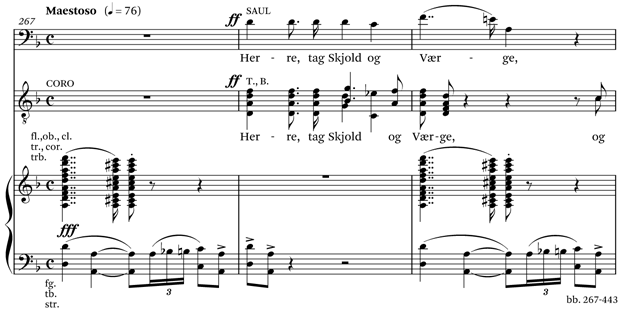 Maestoso (♩ = 76)
267
ff SAUL
Her - re, tag Skjold og Vær - ge,
CORO
ff T., B.
Her - re, tag Skjold og Vær - ge, og
fl., ob., cl.
tr., cor.
trb.
fff
3 3
fg.
tb.
str.
bb. 267-443